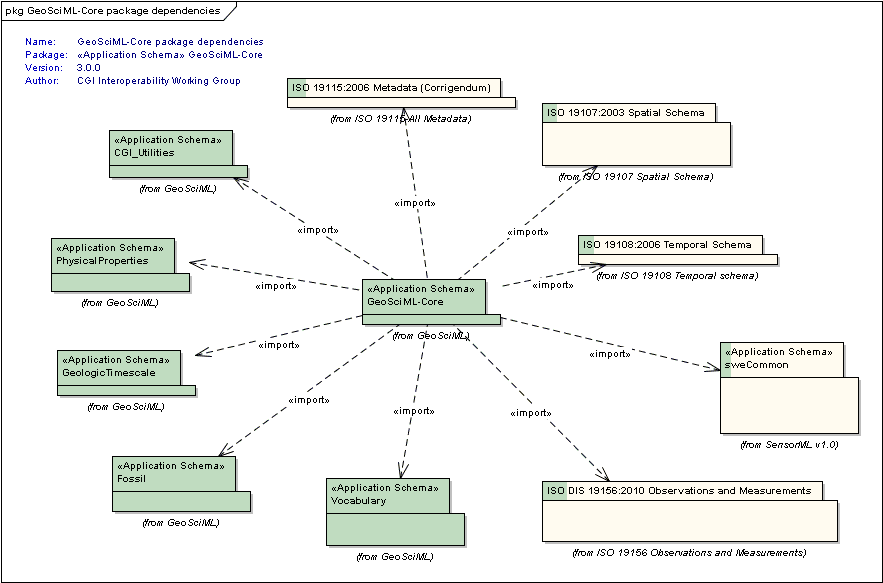 pkg GeoSciML-Core package dependencies
Name: GeoSciML-Core package dependencies
Package: «Application Schema» GeoSciML-Core
Version: 3.0.0
Author: CGI Interoperability Working Group
ISO 19115:2006 Metadata (Corrigendum)
(from ISO 19115 All Metadata)
ISO 19107:2003 Spatial Schema
(from ISO 19107 Spatial Schema)
«Application Schema»
CGI_Utilities
(from GeoSciML)
«import»
«import»
«import»
«Application Schema»
PhysicalProperties
(from GeoSciML)
ISO 19108:2006 Temporal Schema
(from ISO 19108 Temporal schema)
«import»
«import»
«Application Schema»
GeoSciML-Core
(from GeoSciML)
«import»
«import»
«Application Schema»
GeologicTimescale
(from GeoSciML)
«Application Schema»
sweCommon
(from SensorML v1.0)
«import»
«import»
«import»
«Application Schema»
Fossil
(from GeoSciML)
«Application Schema»
Vocabulary
(from GeoSciML)
ISO DIS 19156:2010 Observations and Measurements
(from ISO 19156 Observations and Measurements)